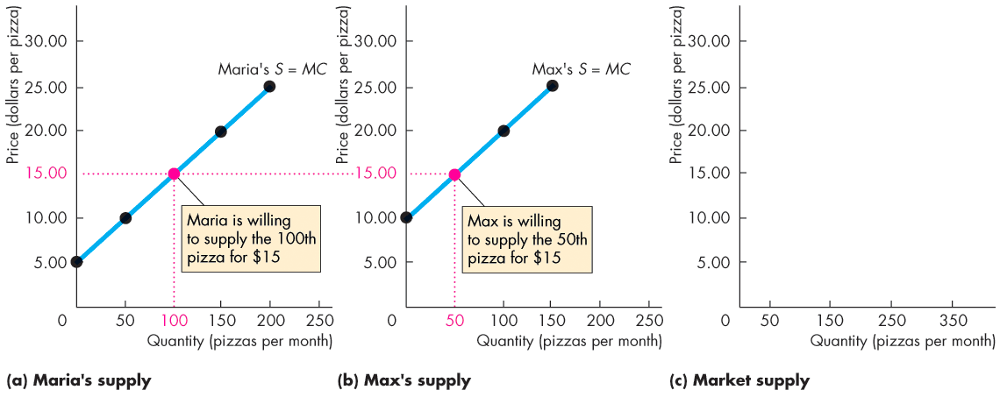 Price (dollars per pizza)
30.00
25.00
20.00
15.00
10.00
5.00
0
50
100
150
200
250
Quantity (pizzas per month)
Maria's S = MC
Maria is willing
to supply the 100th
pizza for $15
(a) Maria's supply
Price (dollars per pizza)
30.00
25.00
20.00
15.00
10.00
5.00
0
50
100
150
200
250
Quantity (pizzas per month)
Max's S = MC
Max is willing
to supply the 50th
pizza for $15
(b) Max's supply
Price (dollars per pizza)
30.00
25.00
20.00
15.00
10.00
5.00
0
50
150
250
350
Quantity (pizzas per month)
(c) Market supply